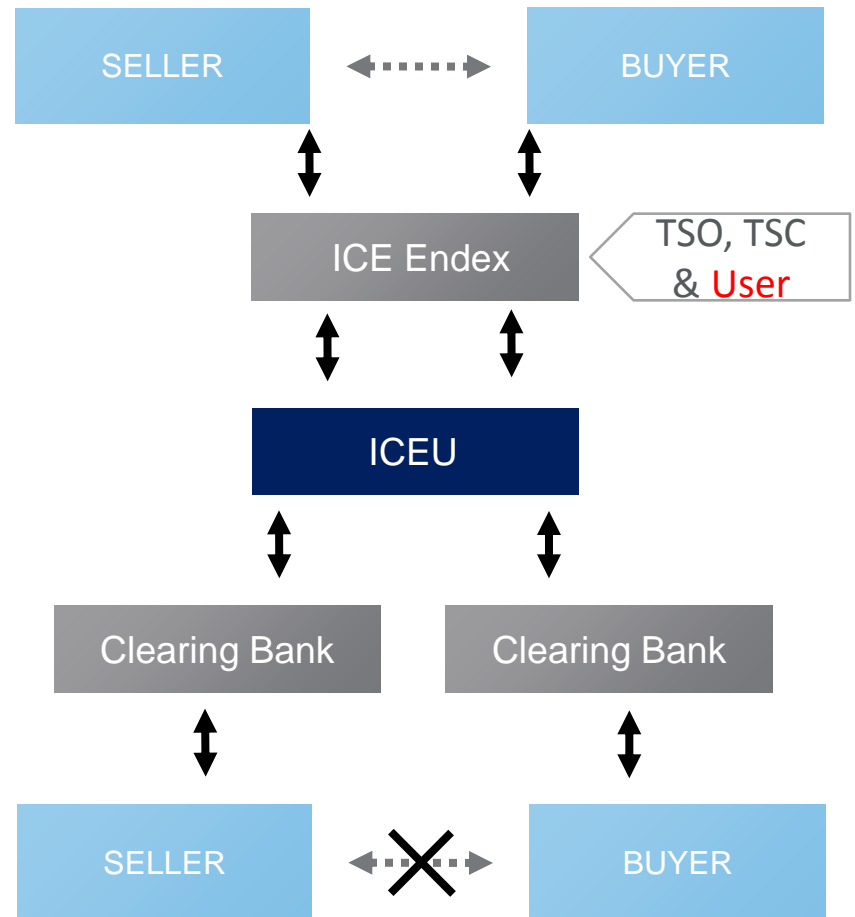 SELLER
BUYER
ICE Endex
TSO, TSC
& User
ICEU
Clearing Bank
Clearing Bank
SELLER
BUYER